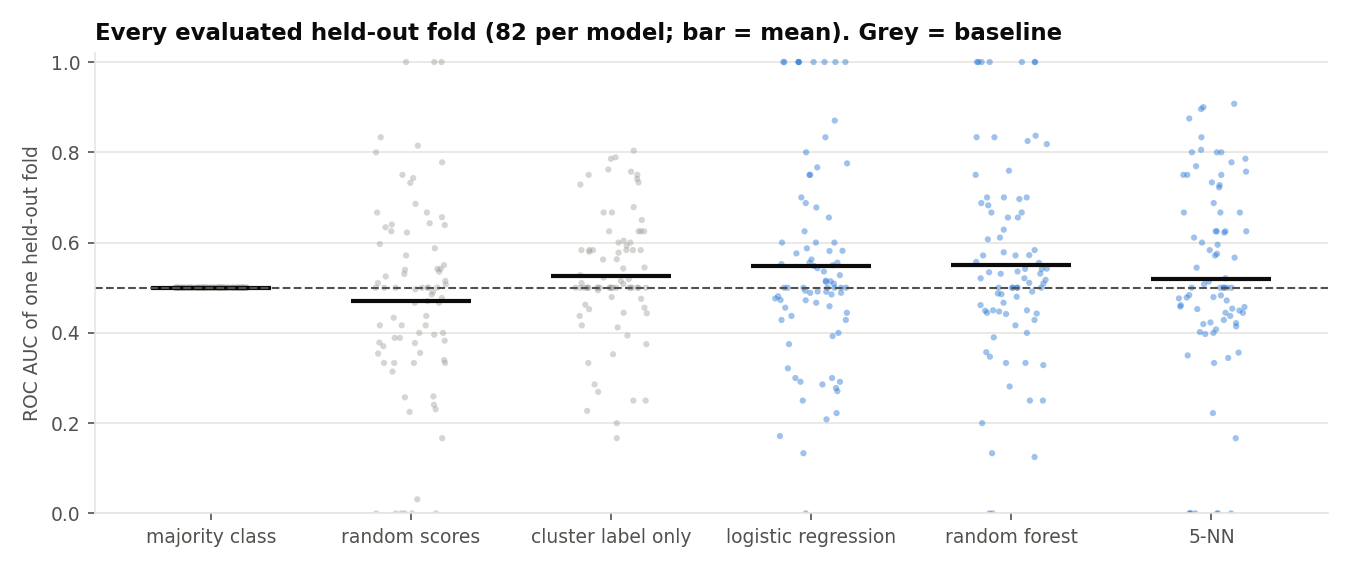 Every evaluated held-out fold (82 per model; bar = mean). Grey = baseline
ROC AUC of one held-out fold
1.0
0.8
0.6
0.4
0.2
0.0
majority class
random scores
cluster label only
logistic regression
random forest
5-NN